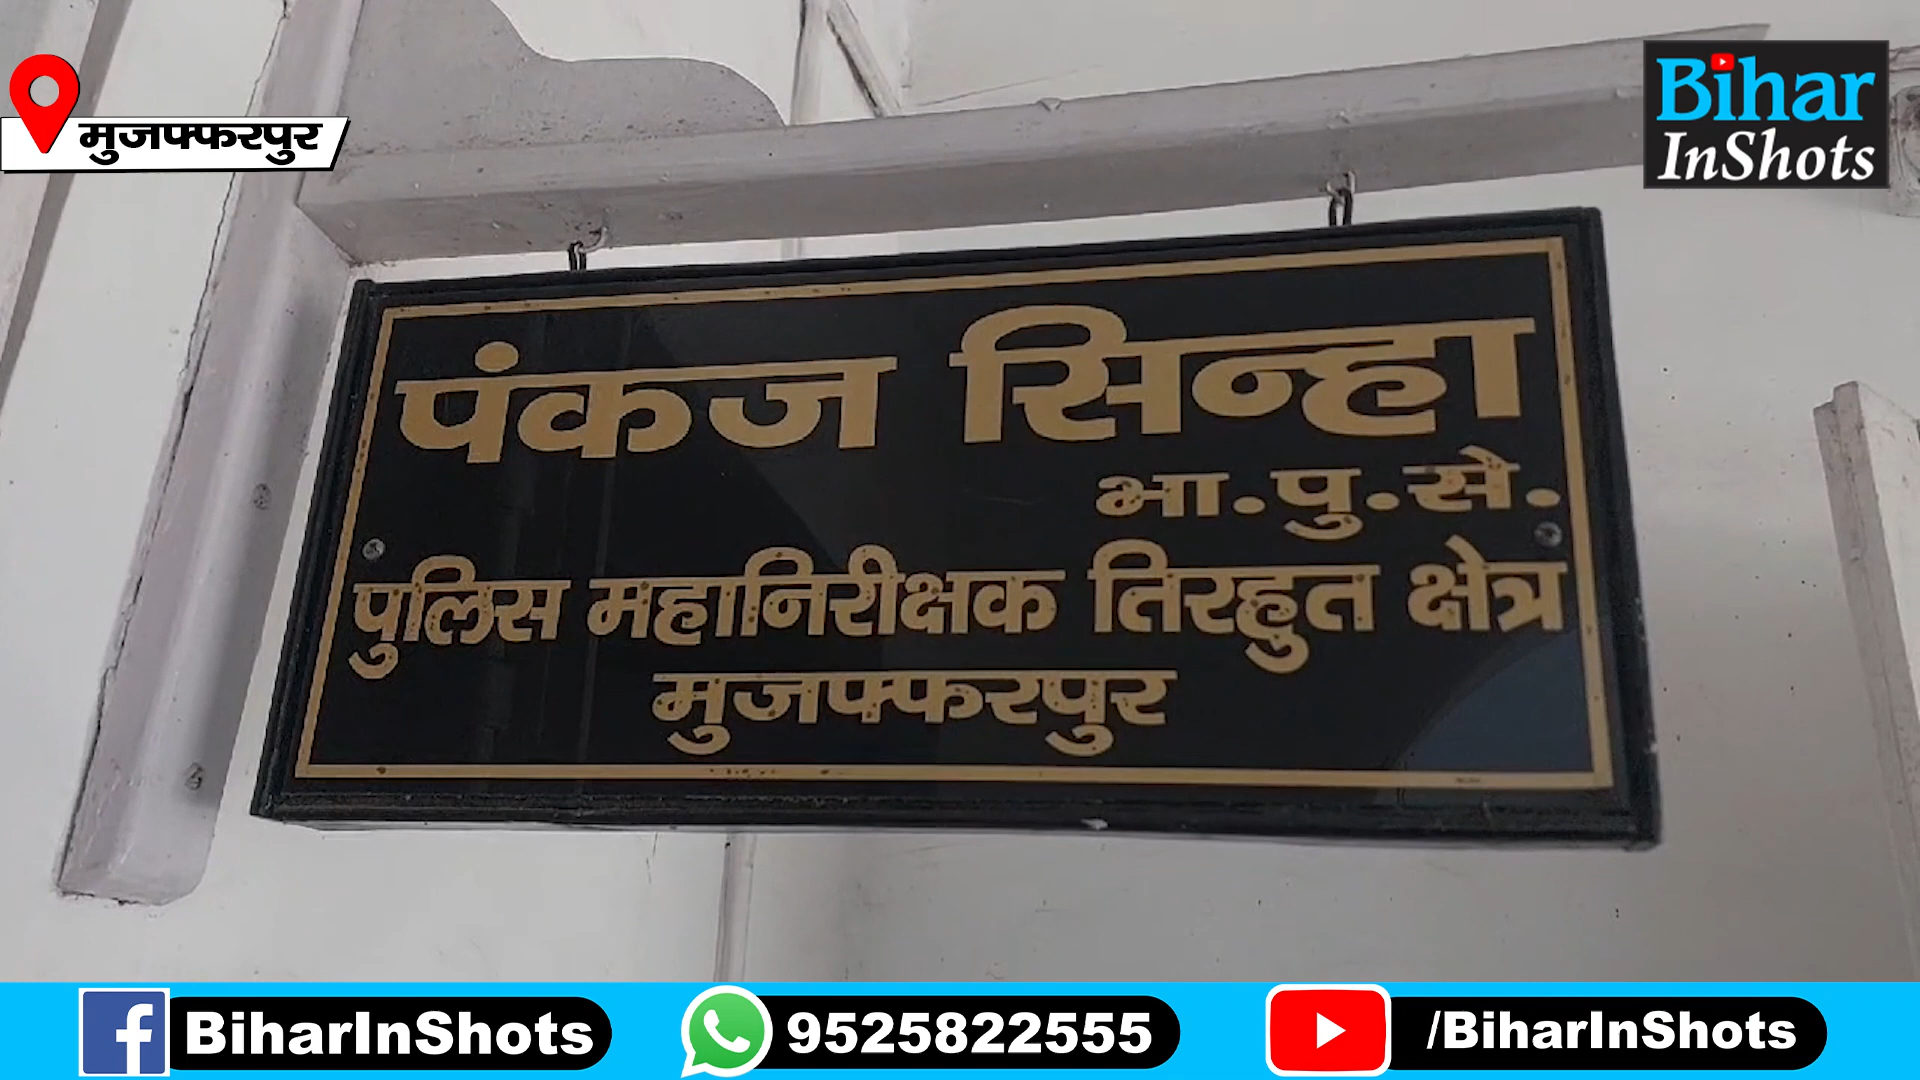 मुजफ्फरपुर
Bihar
InShots
पंकज सिन्हा
भा.पु.से.
पुलिस महानिरीक्षक तिरहुत क्षेत्र
मुजफ्फरपुर
BiharInShots
9525822555
/BiharInShots